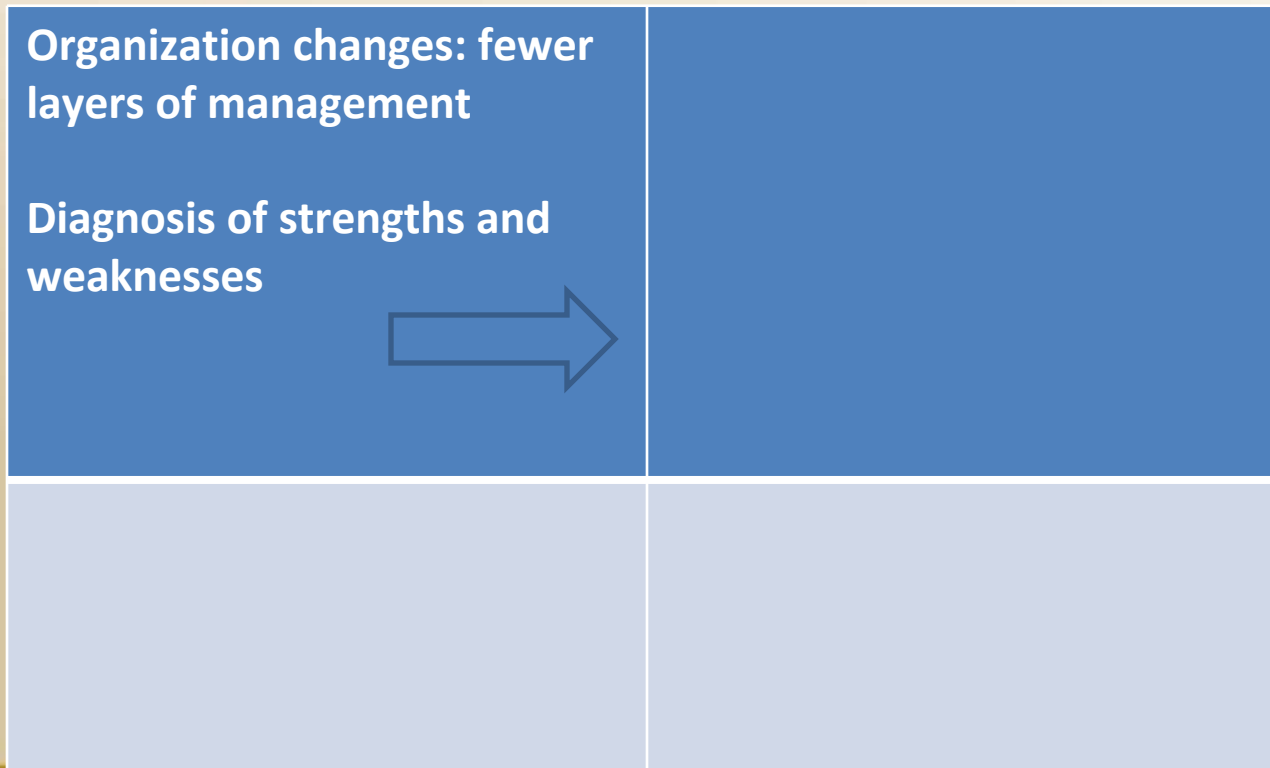 Organization changes: fewer
layers of management
Diagnosis of strengths and
weaknesses